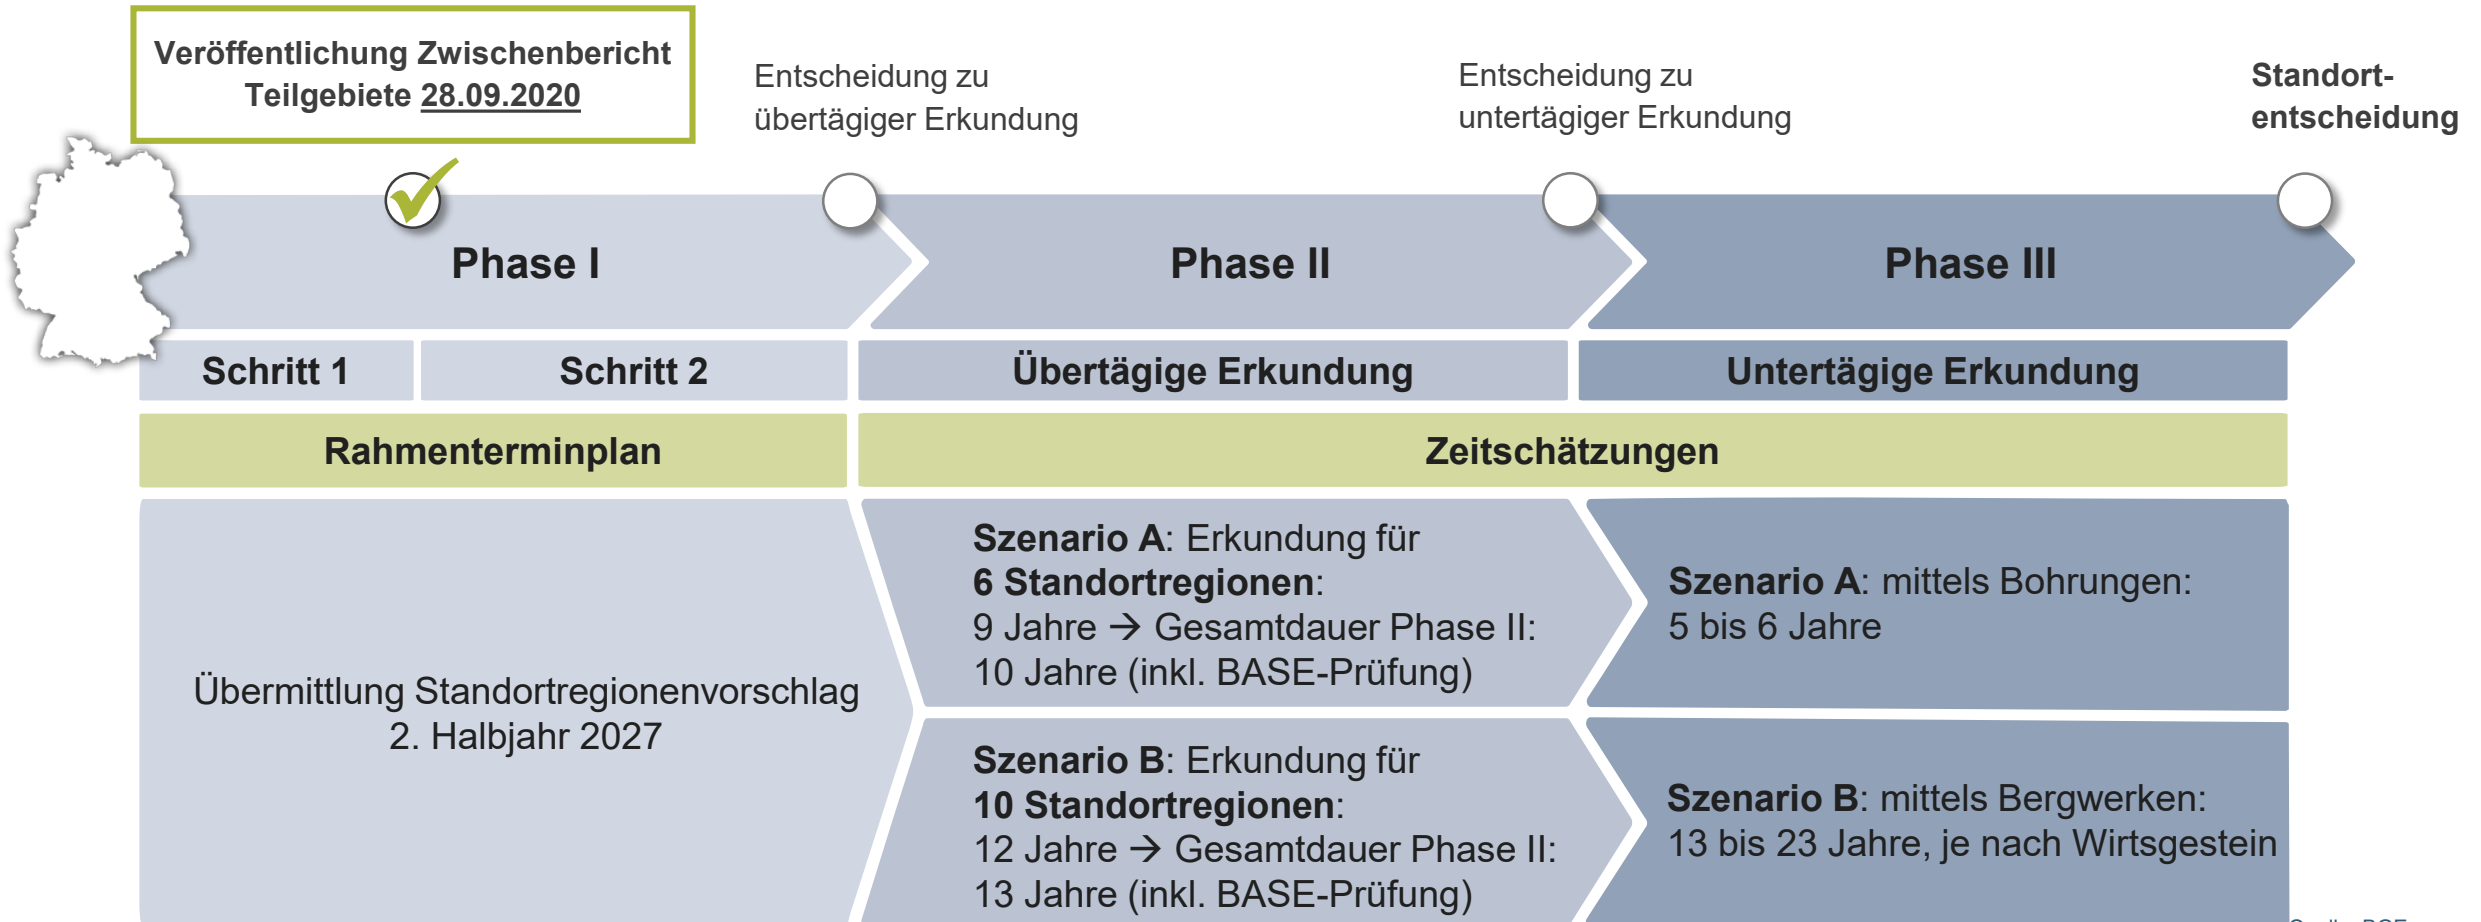 Veröffentlichung Zwischenbericht
Teilgebiete 28.09.2020
Entscheidung zu
übertägiger Erkundung
Entscheidung zu
untertägiger Erkundung
Standort-
entscheidung
Phase I
Phase II
Phase III
Schritt 1
Schritt 2
Übertägige Erkundung
Untertägige Erkundung
Rahmenterminplan
Zeitschätzungen
Übermittlung Standortregionenvorschlag
2. Halbjahr 2027
Szenario A: Erkundung für
6 Standortregionen:
9 Jahre → Gesamtdauer Phase II:
10 Jahre (inkl. BASE-Prüfung)
Szenario A: mittels Bohrungen:
5 bis 6 Jahre
Szenario B: Erkundung für
10 Standortregionen:
12 Jahre → Gesamtdauer Phase II:
13 Jahre (inkl. BASE-Prüfung)
Szenario B: mittels Bergwerken:
13 bis 23 Jahre, je nach Wirtsgestein